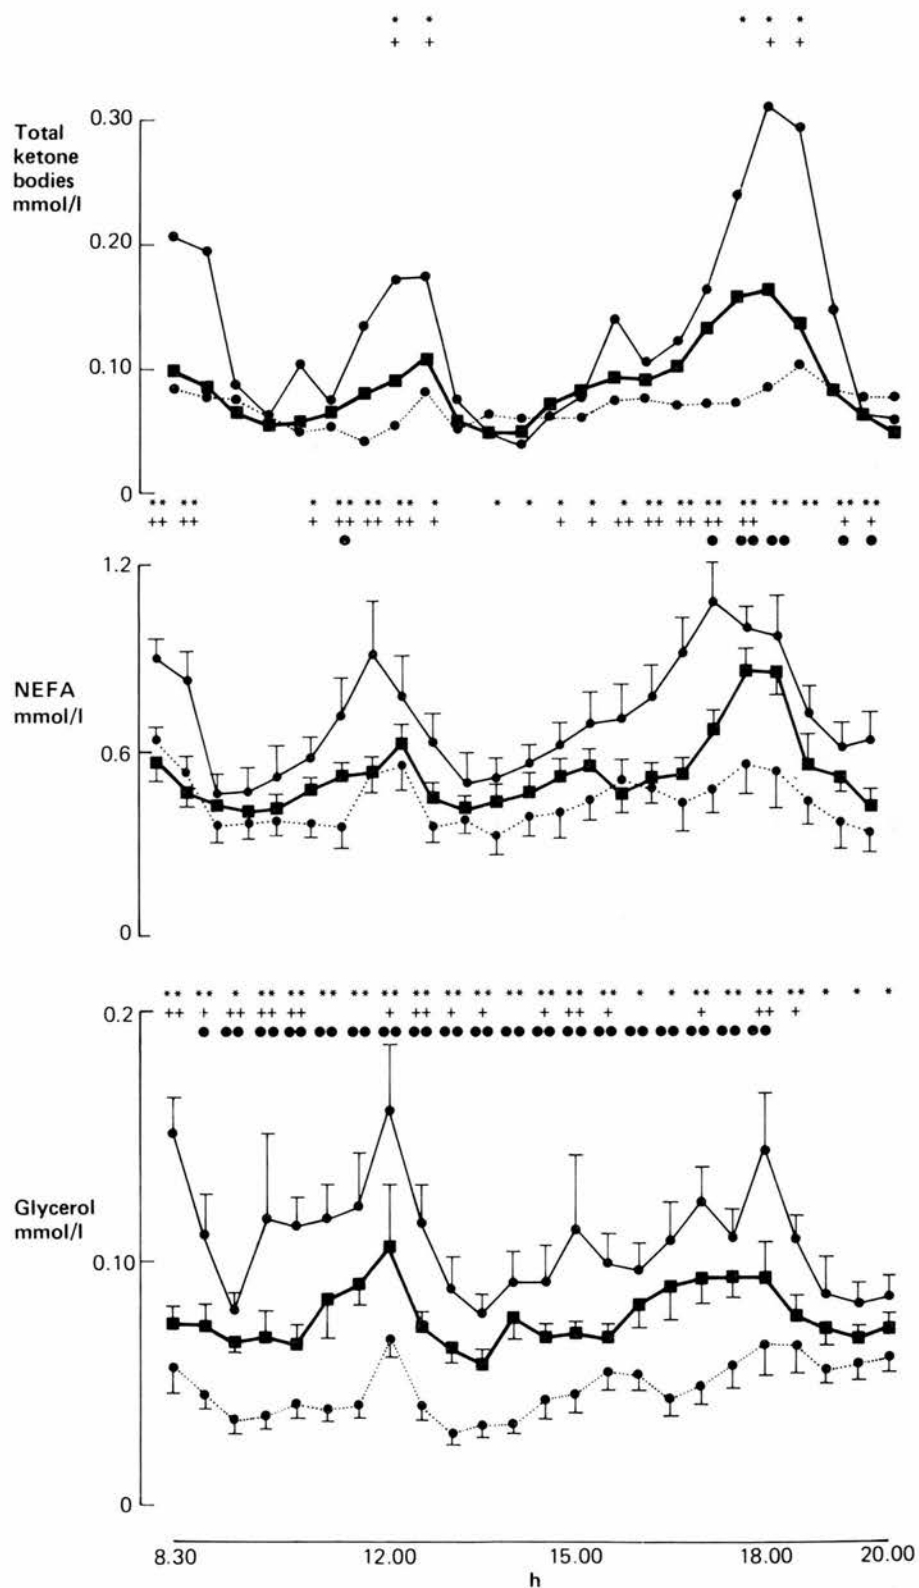 * * * * *
+ + + +
0.30
Total
ketone
bodies
mmol/l
0.20
0.10
0
** ** * ** ** ** * * * * * ** ** ** ** ** ** ** ** **
++ ++ + ++ ++ ++ + + + ++ ++ ++ ++ ++ + +
1.2
NEFA
mmol/l
0.6
0
** ** * ** ** ** ** ** ** ** * ** ** ** ** * * ** ** ** ** * * *
++ + ++ ++ ++ + ++ + + + ++ + + ++ +
0.2
Glycerol
mmol/l
0.10
0
8.30 12.00 15.00 18.00 20.00
h